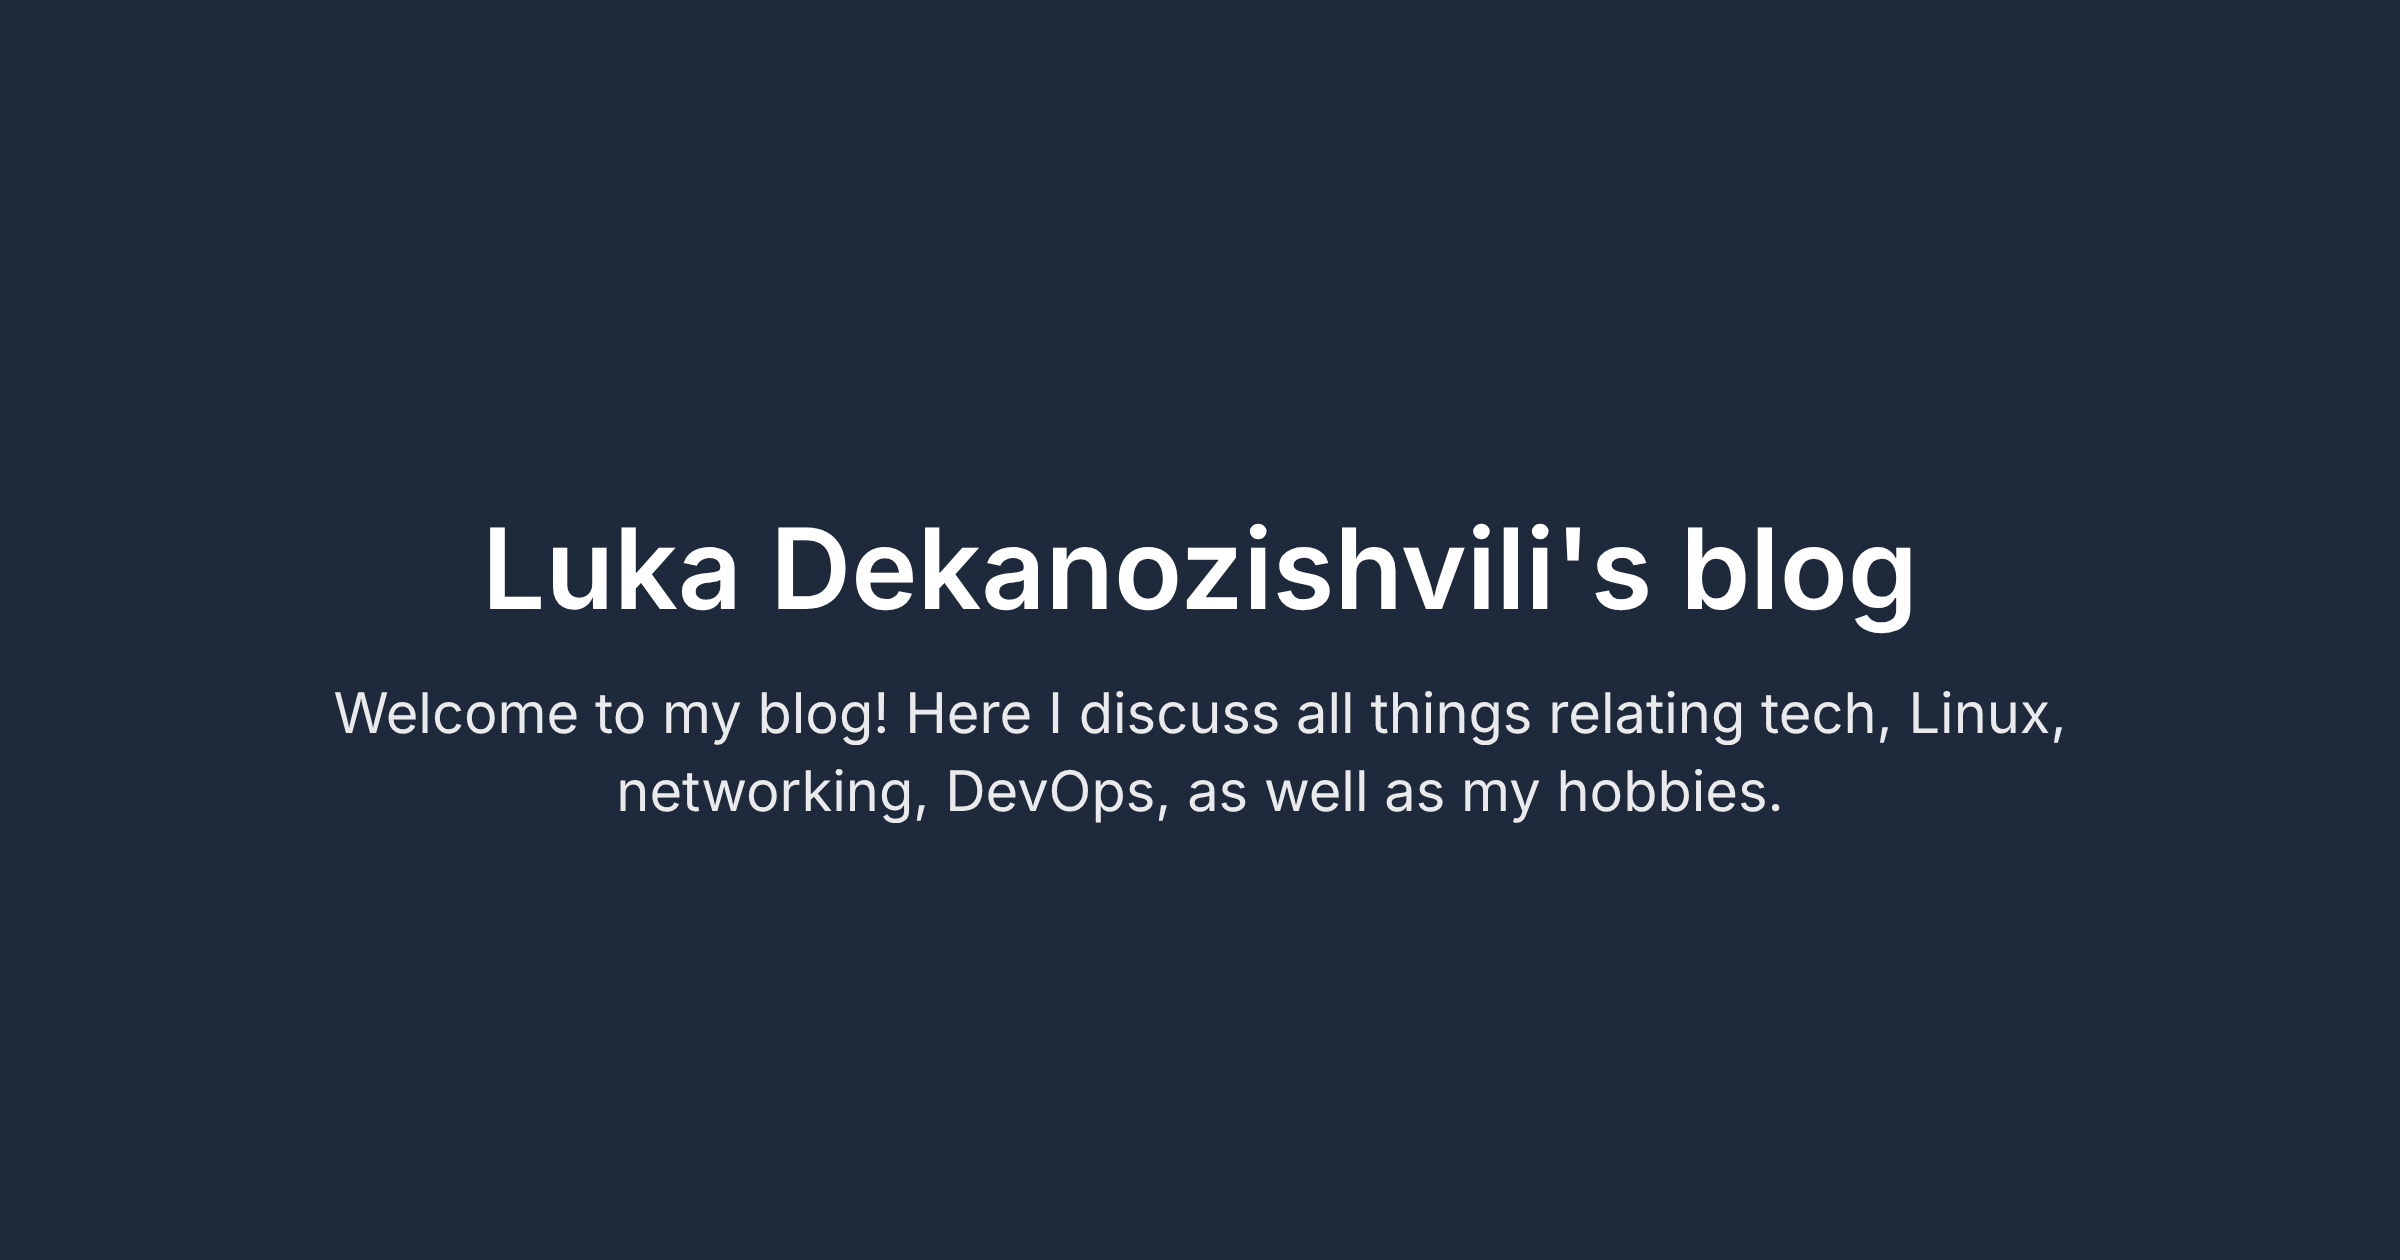 Luka Dekanozishvili's blog
Welcome to my blog! Here I discuss all things relating tech, Linux,
networking, DevOps, as well as my hobbies.